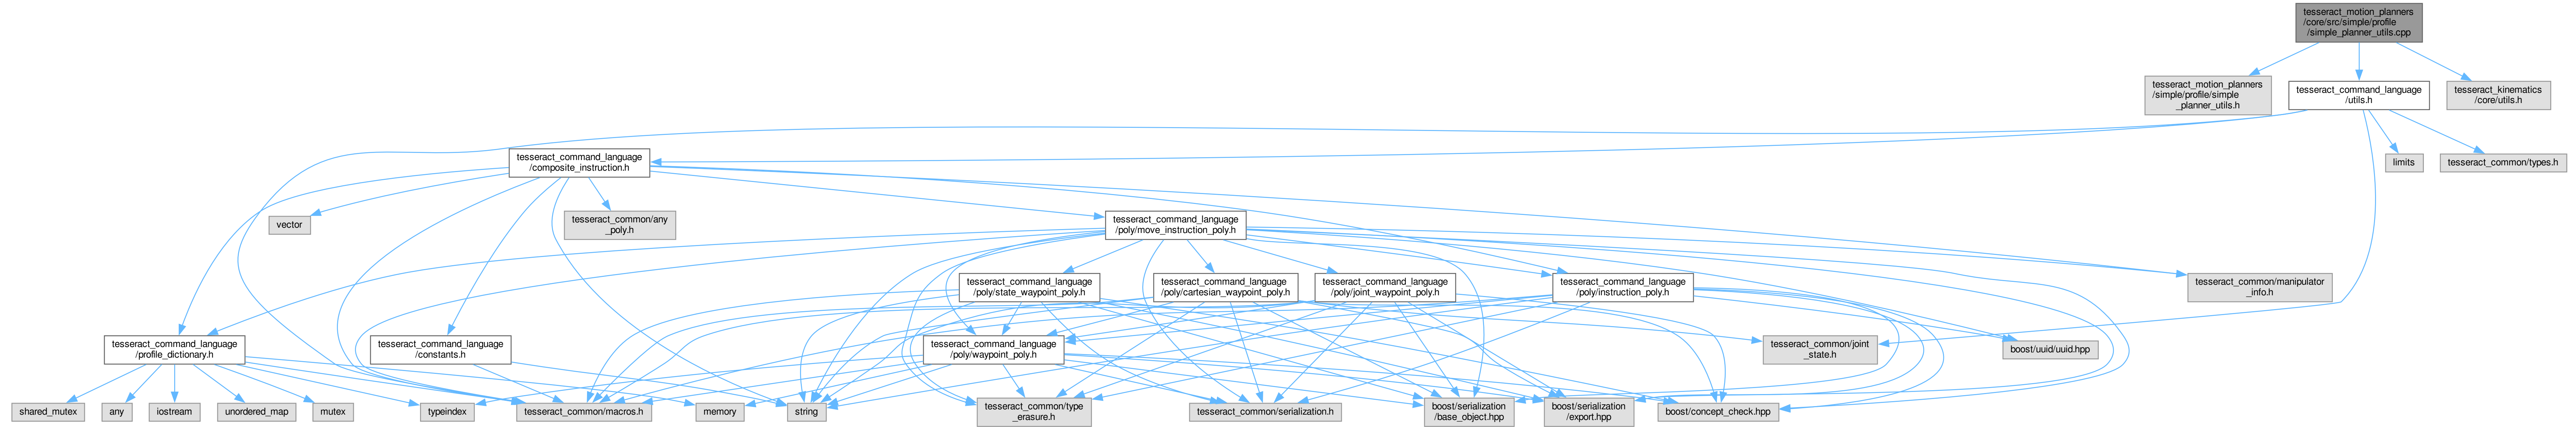 tesseract_motion_planners
/core/src/simple/profile
/simple_planner_utils.cpp
tesseract_motion_planners
/simple/profile/simple
_planner_utils.h
tesseract_command_language
/utils.h
tesseract_kinematics
/core/utils.h
tesseract_command_language
/composite_instruction.h
limits
tesseract_common/types.h
vector
tesseract_common/any
_poly.h
tesseract_command_language
/poly/move_instruction_poly.h
tesseract_command_language
/poly/state_waypoint_poly.h
tesseract_command_language
/poly/cartesian_waypoint_poly.h
tesseract_command_language
/poly/joint_waypoint_poly.h
tesseract_command_language
/poly/instruction_poly.h
tesseract_common/manipulator
_info.h
tesseract_command_language
/profile_dictionary.h
tesseract_command_language
/constants.h
tesseract_command_language
/poly/waypoint_poly.h
tesseract_common/joint
_state.h
boost/uuid/uuid.hpp
shared_mutex
any
iostream
unordered_map
mutex
typeindex
tesseract_common/macros.h
memory
string
tesseract_common/type
_erasure.h
tesseract_common/serialization.h
boost/serialization
/base_object.hpp
boost/serialization
/export.hpp
boost/concept_check.hpp